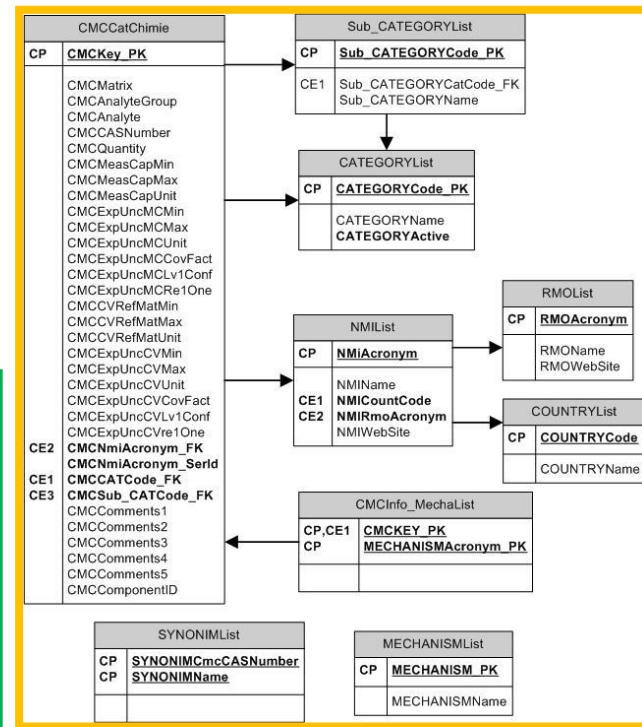 CMCCatChimie
CP CMCKey_PK
CMCMatrix
CMCAnalyteGroup
CMCAnalyte
CMCCASNumber
CMCQuantity
CMCMeasCapMin
CMCMeasCapMax
CMCMeasCapUnit
CMCExpUncMCMin
CMCExpUncMCMax
CMCExpUncMCUnit
CMCExpUncMCCovFact
CMCExpUncMCLv1Conf
CMCExpUncMCRe1One
CMCCVRefMatMin
CMCCVRefMatMax
CMCCVRefMatUnit
CMCExpUncCVMin
CMCExpUncCVMax
CMCExpUncCVUnit
CMCExpUncCVCovFact
CMCExpUncCVLv1Conf
CMCExpUncCVre1One
CE2 CMCNmiAcronym_FK
CMCNmiAcronym_SerId
CE1 CMCCATCode_FK
CE3 CMCSub_CATCode_FK
CMCComments1
CMCComments2
CMCComments3
CMCComments4
CMCComments5
CMCComponentID
Sub_CATEGORYList
CP Sub_CATEGORYCode_PK
CE1 Sub_CATEGORYCatCode_FK
Sub_CATEGORYName
CATEGORYList
CP CATEGORYCode_PK
CATEGORYName
CATEGORYActive
NMIList
CP NMiAcronym
NMIName
CE1 NMICountCode
CE2 NMIRmoAcronym
NMIWebSite
RMOList
CP RMOAcronym
RMOName
RMOWebSite
COUNTRYList
CP COUNTRYCode
COUNTRYName
CMCInfo_MechaList
CP,CE1 CMCKEY_PK
CP MECHANISMAcronym_PK
SYNONIMList
CP SYNONIMCmcCASNumber
CP SYNONIMName
MECHANISMList
CP MECHANISM_PK
MECHANISMName